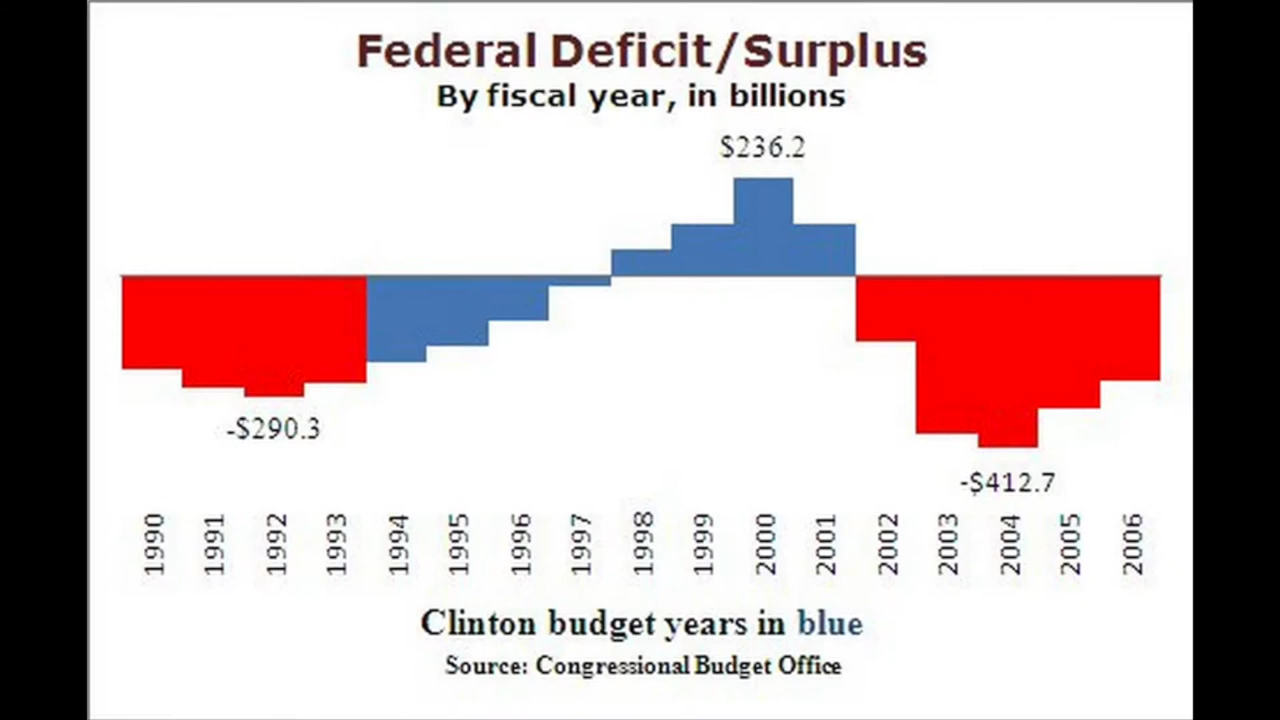 Federal Deficit/Surplus
By fiscal year, in billions
$236.2
-$290.3
-$412.7
1990 1991 1992 1993 1994 1995 1996 1997 1998 1999 2000 2001 2002 2003 2004 2005 2006
Clinton budget years in blue
Source: Congressional Budget Office